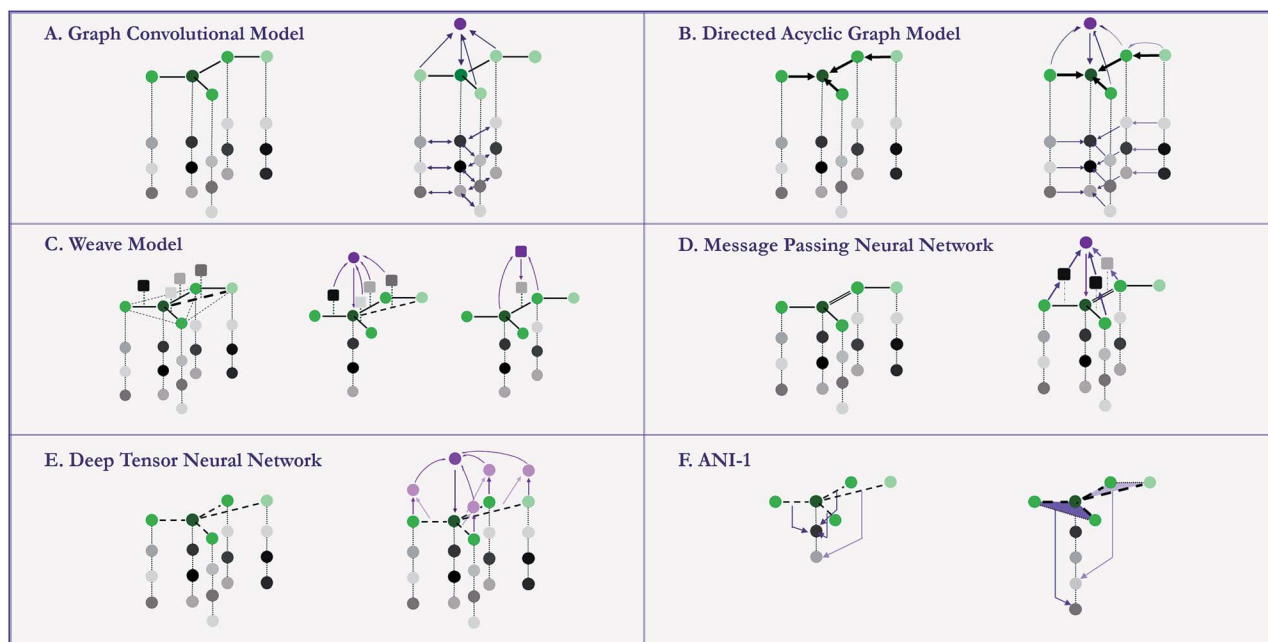 A. Graph Convolutional Model
B. Directed Acyclic Graph Model
C. Weave Model
D. Message Passing Neural Network
E. Deep Tensor Neural Network
F. ANI-1